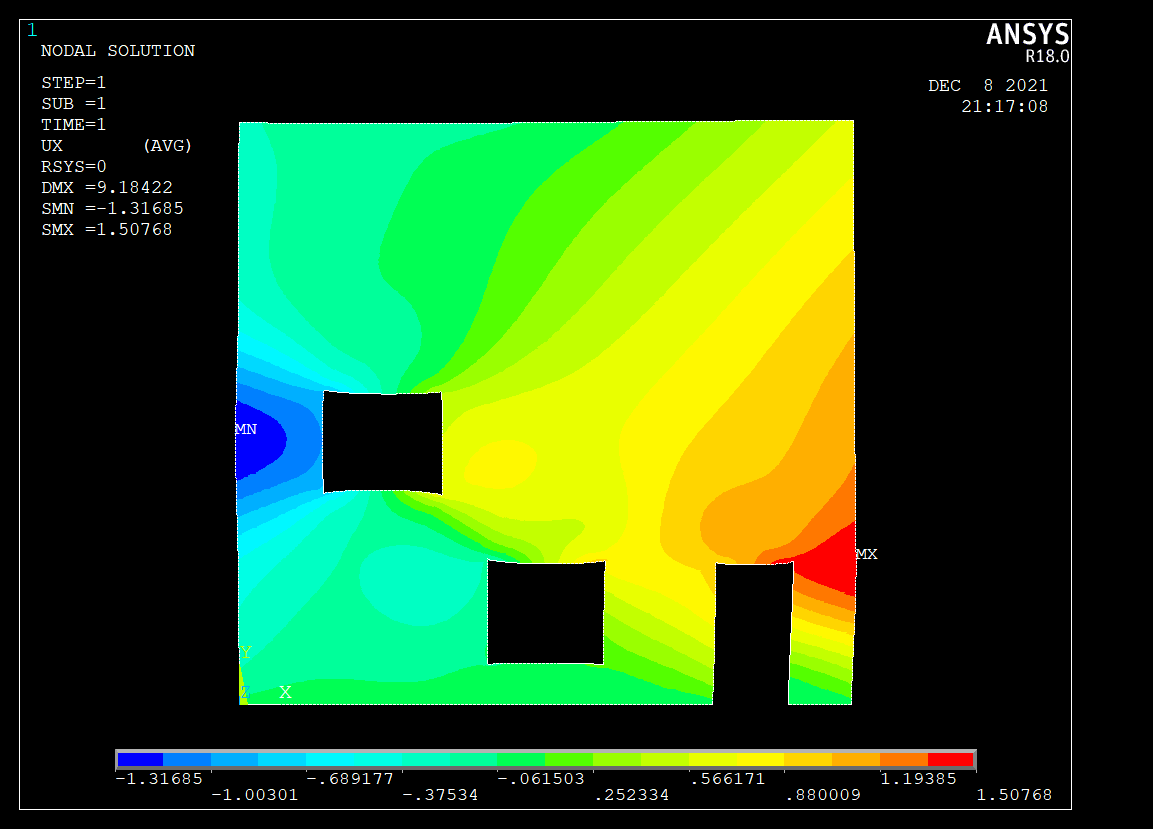 1
ANSYS
R18.0
NODAL SOLUTION
STEP=1
SUB =1
TIME=1
UX (AVG)
RSYS=0
DMX =9.18422
SMN =-1.31685
SMX =1.50768
DEC 8 2021
21:17:08
MN
MX
Y
Z X
-1.31685 -.689177 -.061503 .566171 1.19385
-1.00301 -.37534 .252334 .880009 1.50768